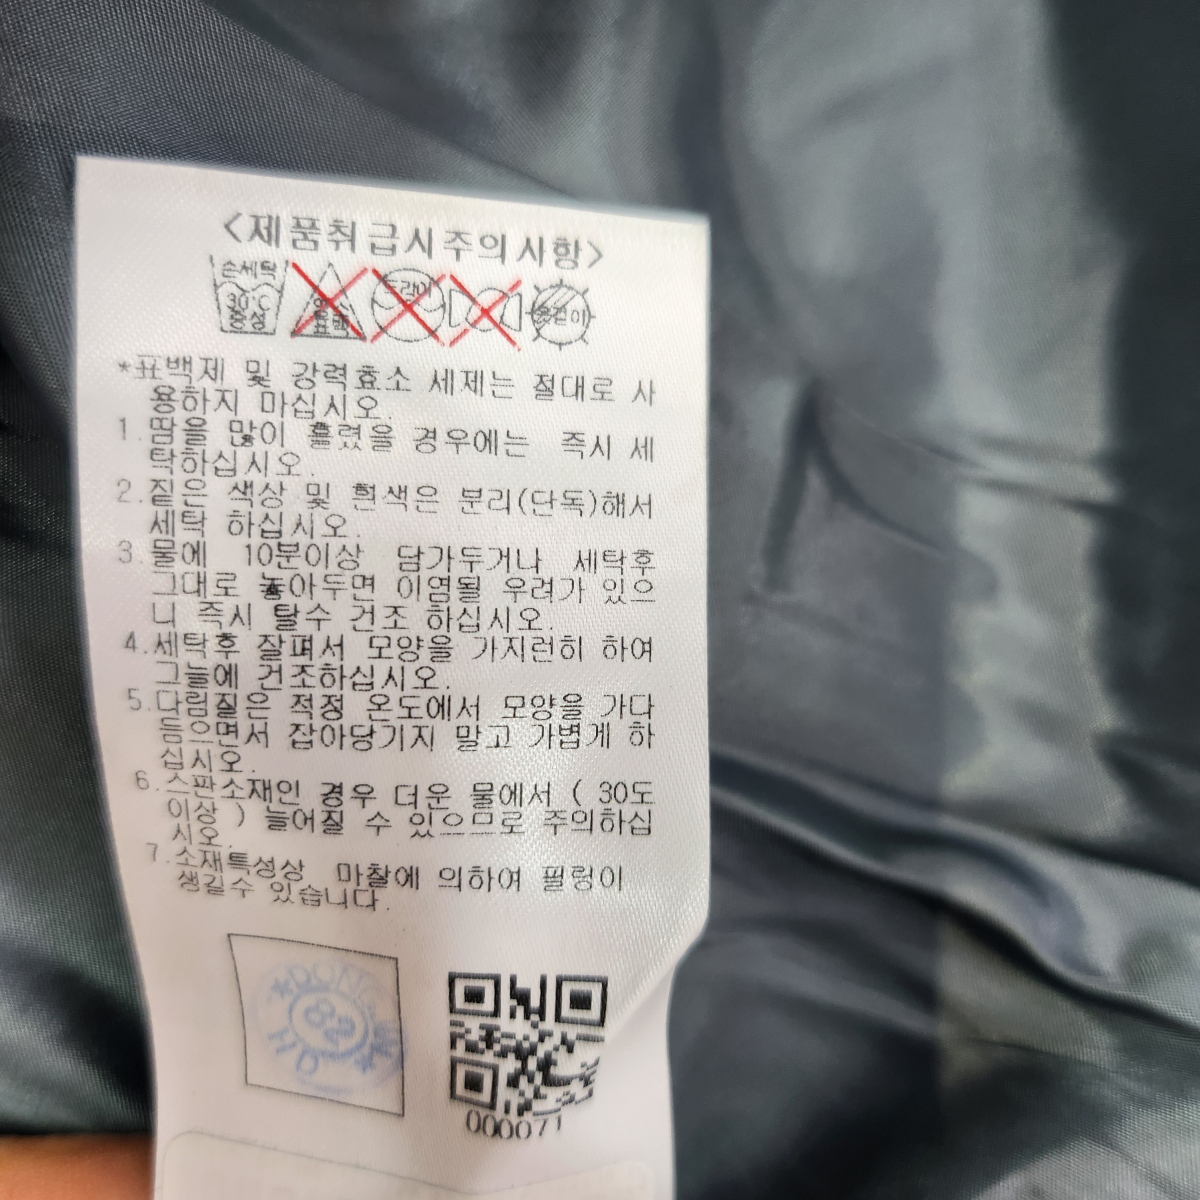 <제품취급시주의사항>
손세탁
30℃
중성
염소
표백
드라이
옷걸이
*표백제 및 강력효소 세제는 절대로 사
용하지 마십시오.
1.땀을 많이 흘렸을 경우에는 즉시 세
탁하십시오.
2.짙은 색상 및 흰색은 분리(단독)해서
세탁 하십시오.
3.물에 10분이상 담가두거나 세탁후
그대로 놓아두면 이염될 우려가 있으
니 즉시 탈수 건조 하십시오.
4.세탁후 잘펴서 모양을 가지런히 하여
그늘에 건조하십시오.
5.다림질은 적정 온도에서 모양을 가다
듬으면서 잡아당기지 말고 가볍게 하
십시오.
6.스판소재인 경우 더운 물에서 ( 30도
이상 ) 늘어질 수 있으므로 주의하십
시오.
7.소재특성상 마찰에 의하여 필링이
생길수 있습니다.
000071